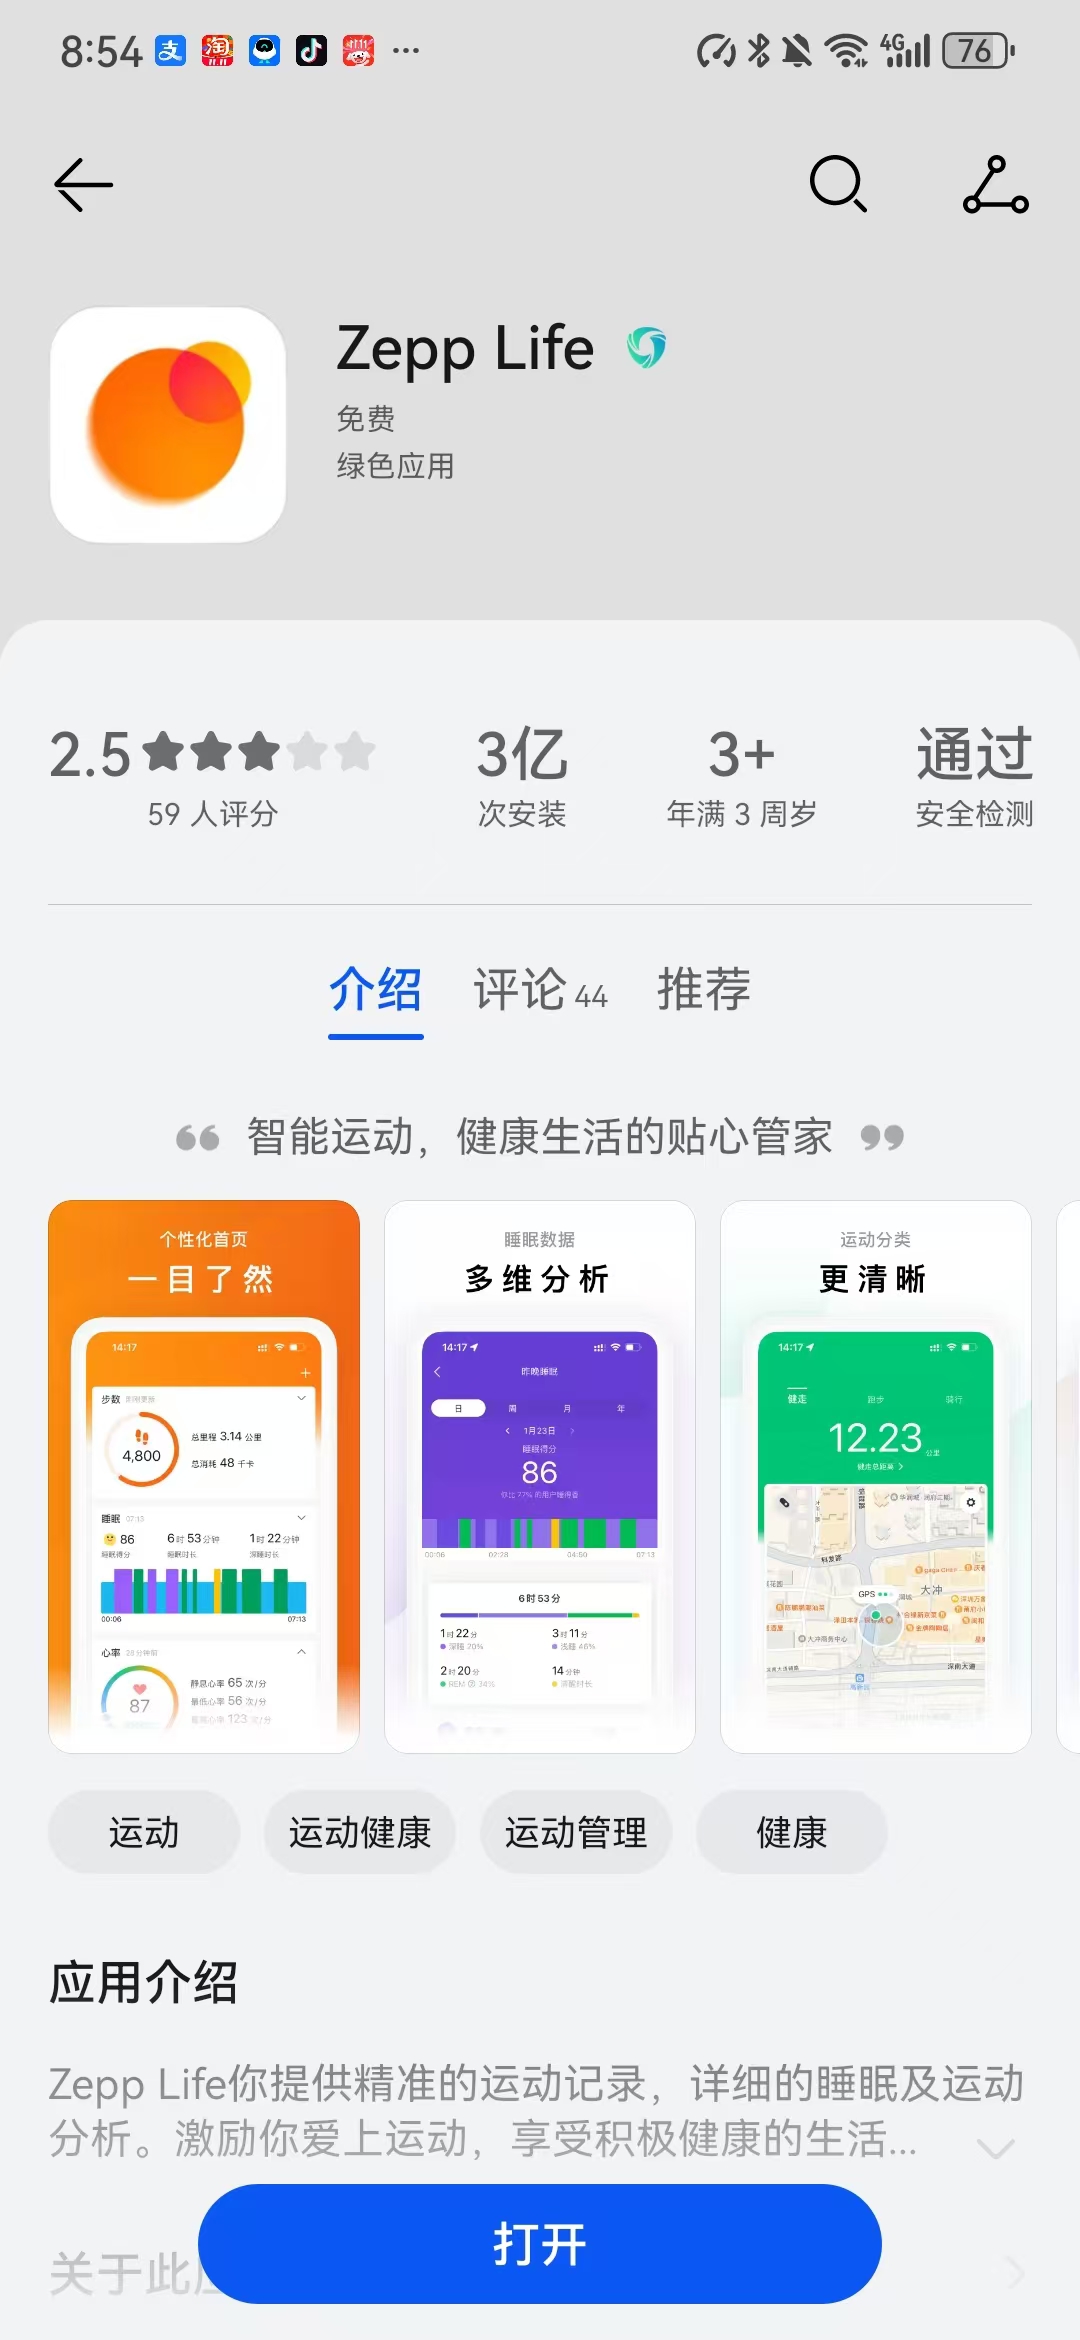 8:54
4G
76
Zepp Life
免费
绿色应用
2.5
59 人评分
3亿
次安装
3+
年满 3 周岁
通过
安全检测
介绍
评论 44
推荐
智能运动，健康生活的贴心管家
个性化首页
一目了然
14:17
步数
4,800
总里程 3.14 公里
总消耗 48 千卡
睡眠 07:15
86
睡眠得分
6时53分钟
睡眠时长
1时22分钟
深睡时长
00:06
07:13
心率
87
静息心率 65 次/分
最低心率 56 次/分
最高心率 123 次/分
睡眠数据
多维分析
14:17
昨晚睡眠
日
周
月
年
1月23日
睡眠得分
86
00:06
02:28
04:50
07:13
6时53分
1时22分
深睡 20%
3时11分
浅睡 46%
2时20分
REM 34%
14分钟
运动分类
更清晰
14:17
健走
跑步
骑行
12.23 公里
健走总距离
科发路
大冲
GPS
大冲商务中心
深南大道
运动
运动健康
运动管理
健康
应用介绍
Zepp Life你提供精准的运动记录，详细的睡眠及运动
分析。激励你爱上运动，享受积极健康的生活...
打开
关于此